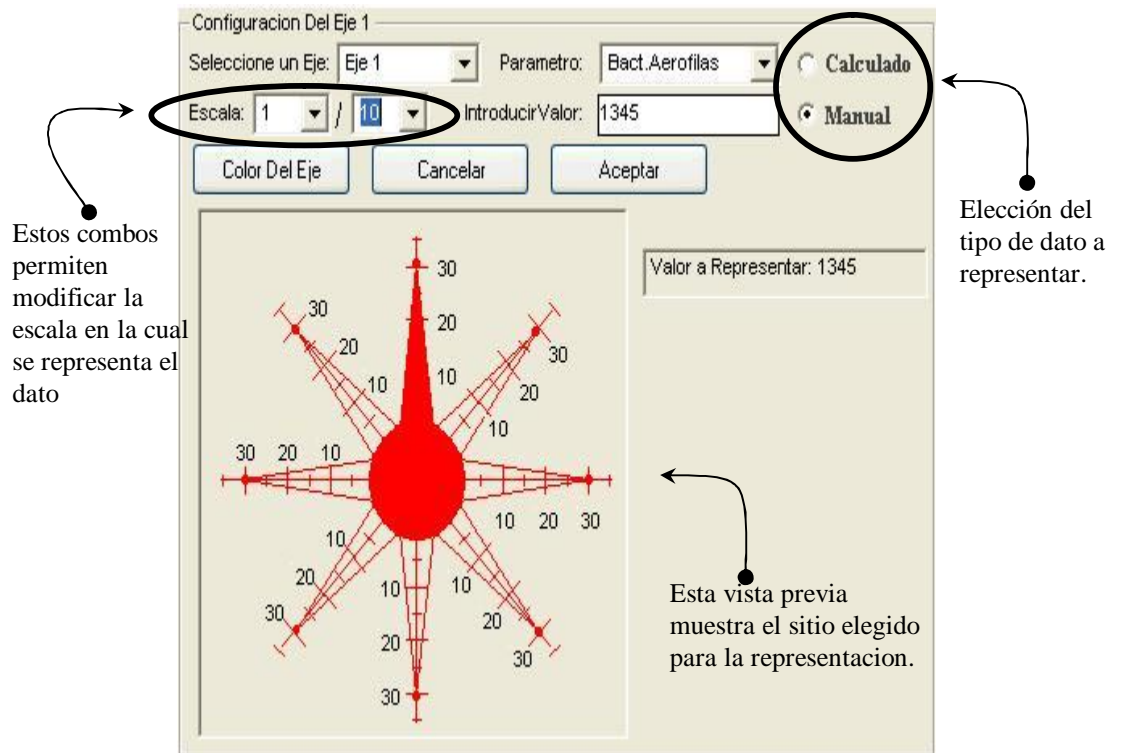 Configuracion Del Eje 1
Seleccione un Eje: Eje 1 Parametro: Bact.Aerofilas Calculado
Escala: 1 / 10 IntroducirValor: 1345 Manual
Color Del Eje Cancelar Aceptar
Estos combos
permiten
modificar la
escala en la cual
se representa el
dato
Elección del
tipo de dato a
representar.
Valor a Representar: 1345
30
20
10
30
20
10
30
20
10
30 20 10
10 20 30
10
20
30
10
20
30
10
20
30
Esta vista previa
muestra el sitio elegido
para la representacion.